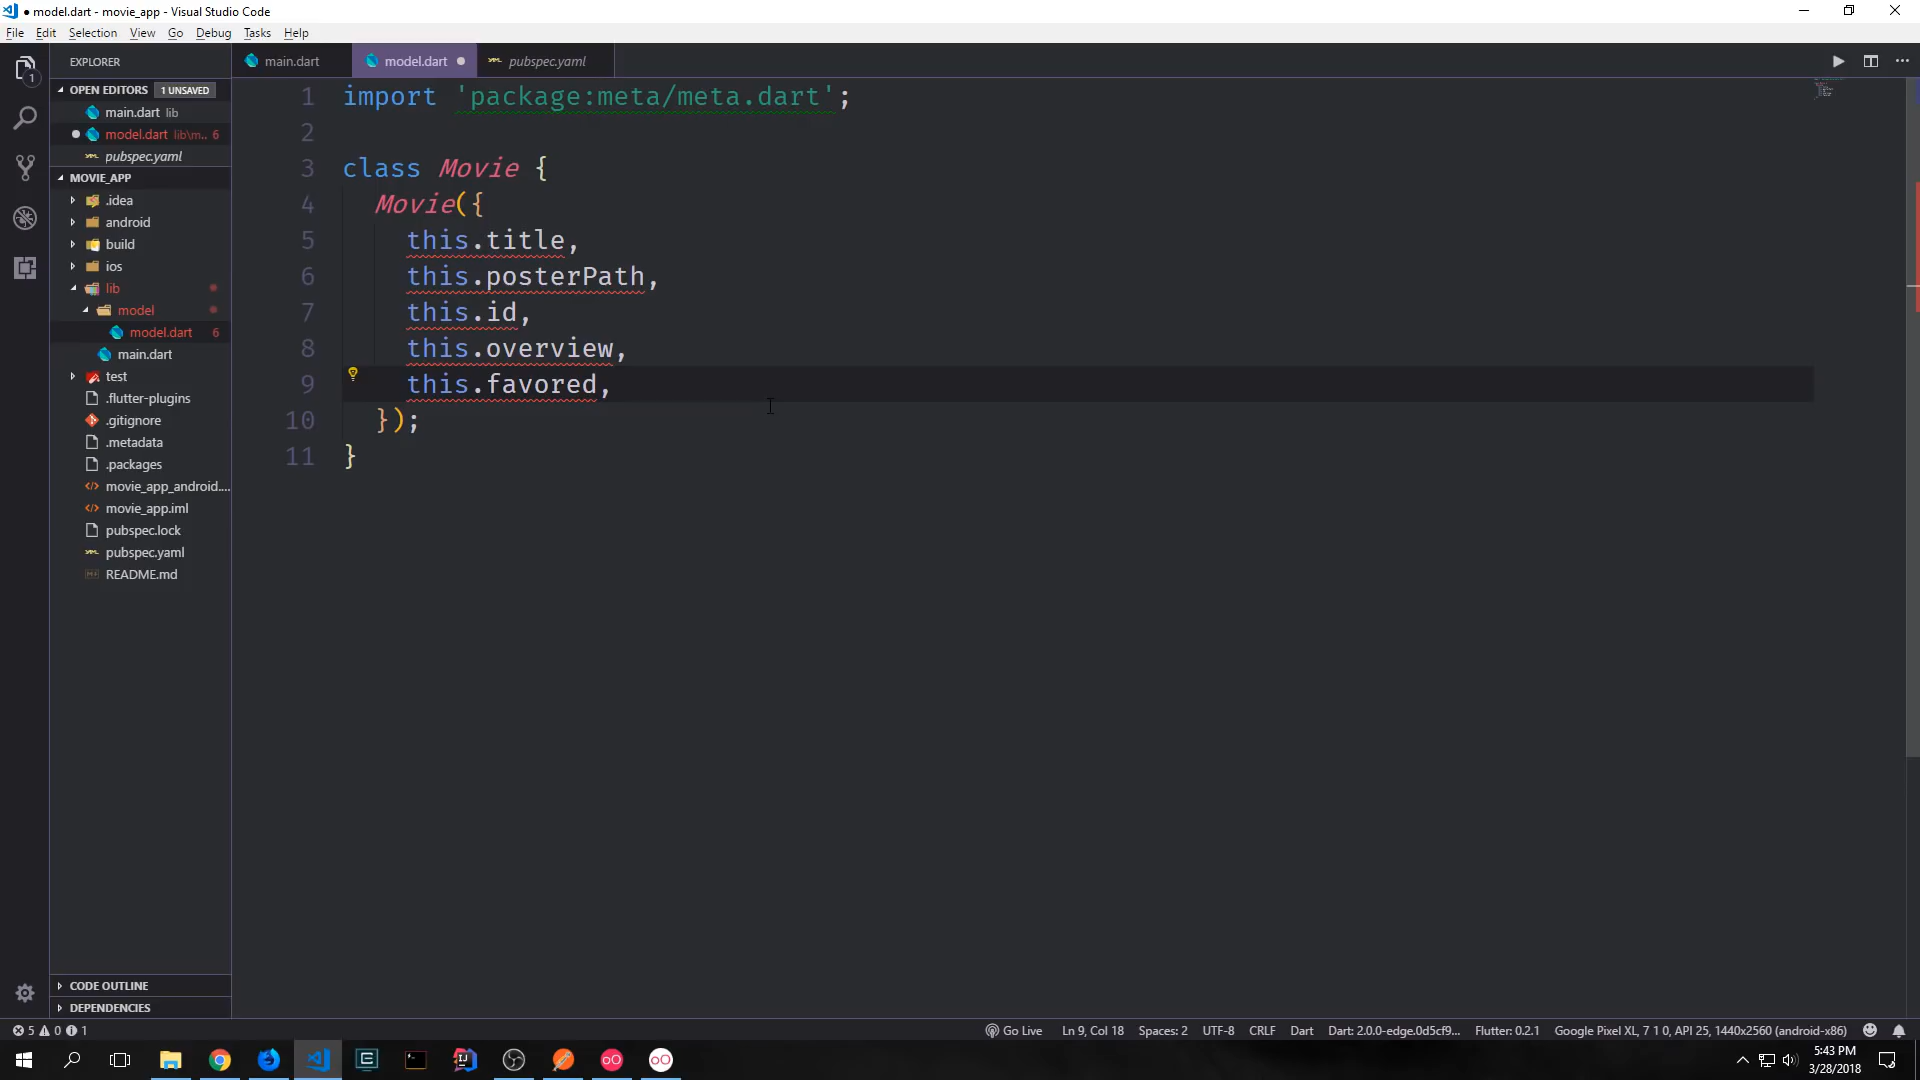 ● model.dart - movie_app - Visual Studio Code
File Edit Selection View Go Debug Tasks Help
EXPLORER
main.dart
model.dart ●
pubspec.yaml
OPEN EDITORS 1 UNSAVED
main.dart lib
● model.dart lib\m.. 6
pubspec.yaml
MOVIE_APP
.idea
android
build
ios
lib
model
model.dart 6
main.dart
test
.flutter-plugins
.gitignore
.metadata
.packages
movie_app_android....
movie_app.iml
pubspec.lock
pubspec.yaml
README.md
CODE OUTLINE
DEPENDENCIES
1 import 'package:meta/meta.dart';
2
3 class Movie {
4 Movie({
5 this.title,
6 this.posterPath,
7 this.id,
8 this.overview,
9 this.favored,
10 });
11 }
5 0 1
Go Live Ln 9, Col 18 Spaces: 2 UTF-8 CRLF Dart Dart: 2.0.0-edge.0d5cf9... Flutter: 0.2.1 Google Pixel XL, 7 1 0, API 25, 1440x2560 (android-x86)
5:43 PM
3/28/2018